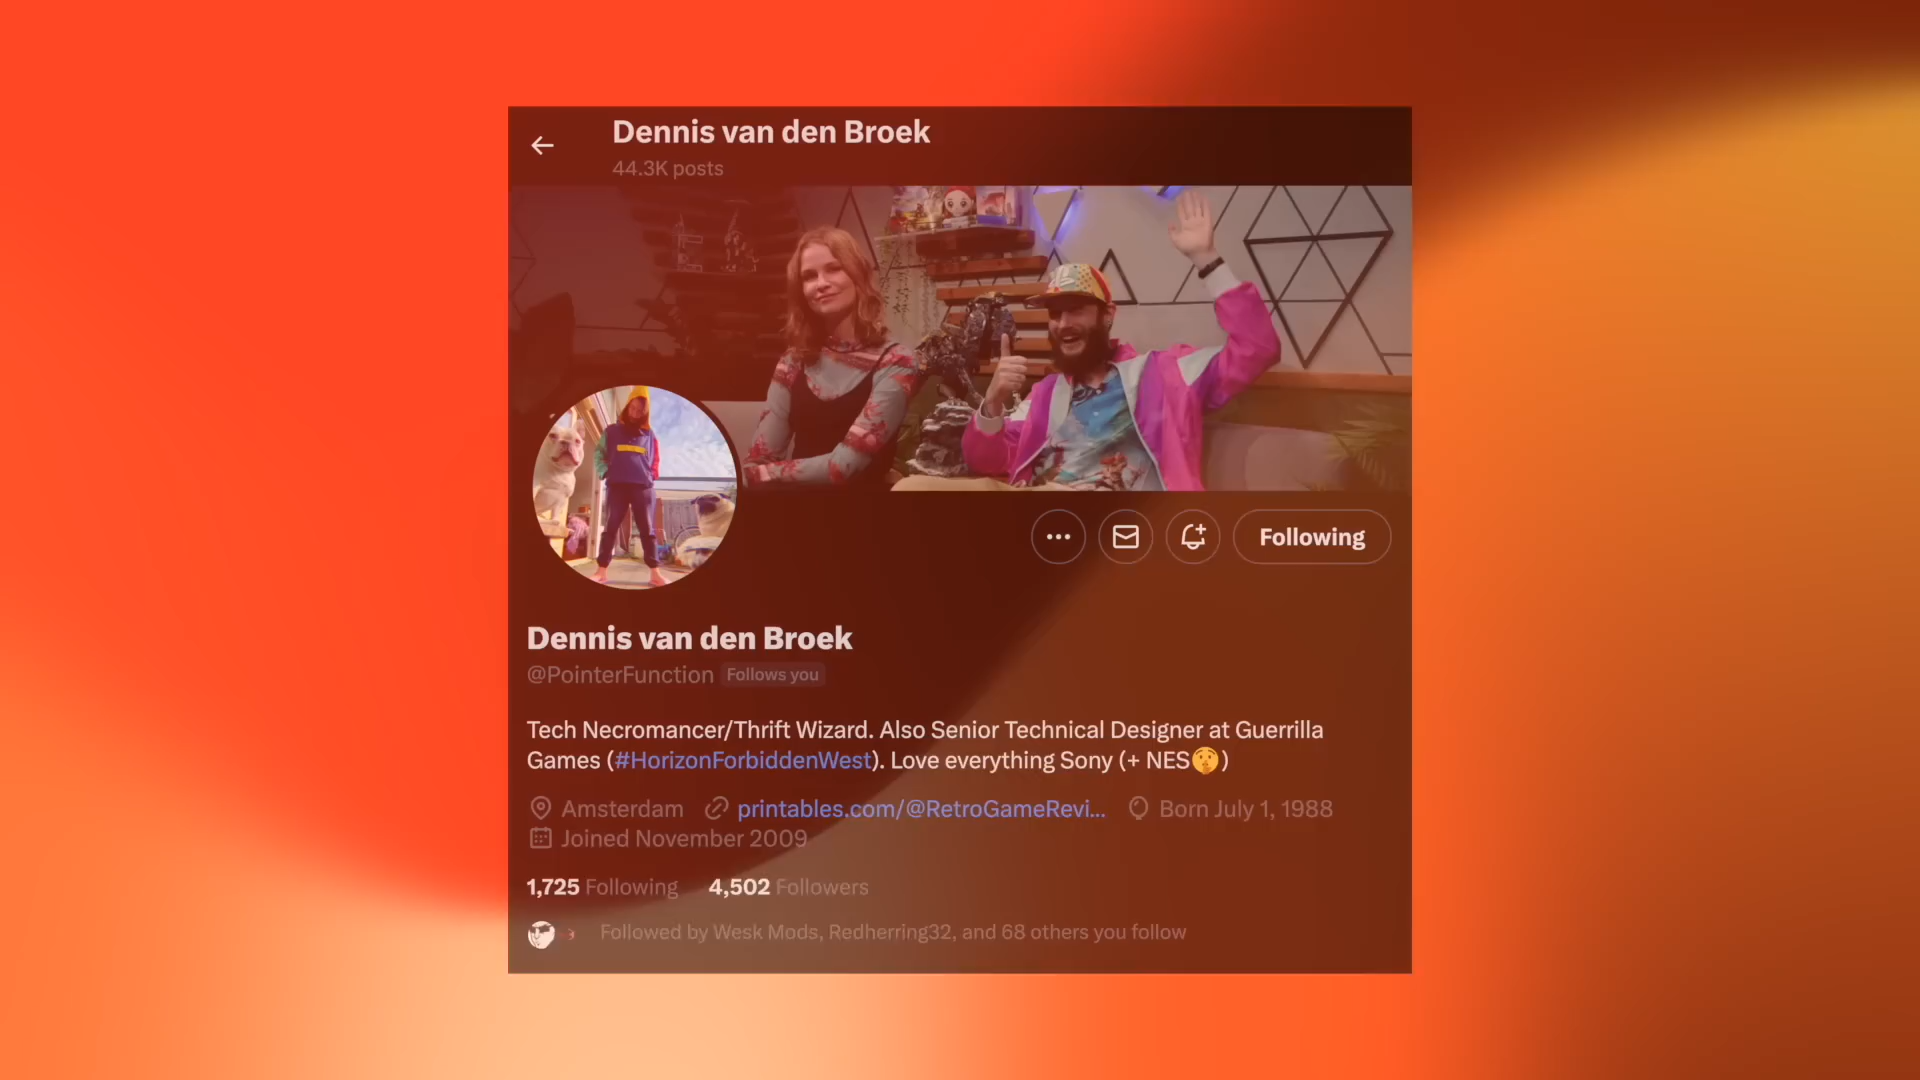 Dennis van den Broek
44.3K posts
Following
Dennis van den Broek
@PointerFunction Follows you
Tech Necromancer/Thrift Wizard. Also Senior Technical Designer at Guerrilla
Games (#HorizonForbiddenWest). Love everything Sony (+ NES🤫)
Amsterdam printables.com/@RetroGameRevi... Born July 1, 1988
Joined November 2009
1,725 Following 4,502 Followers
Followed by Wesk Mods, Redherring32, and 68 others you follow